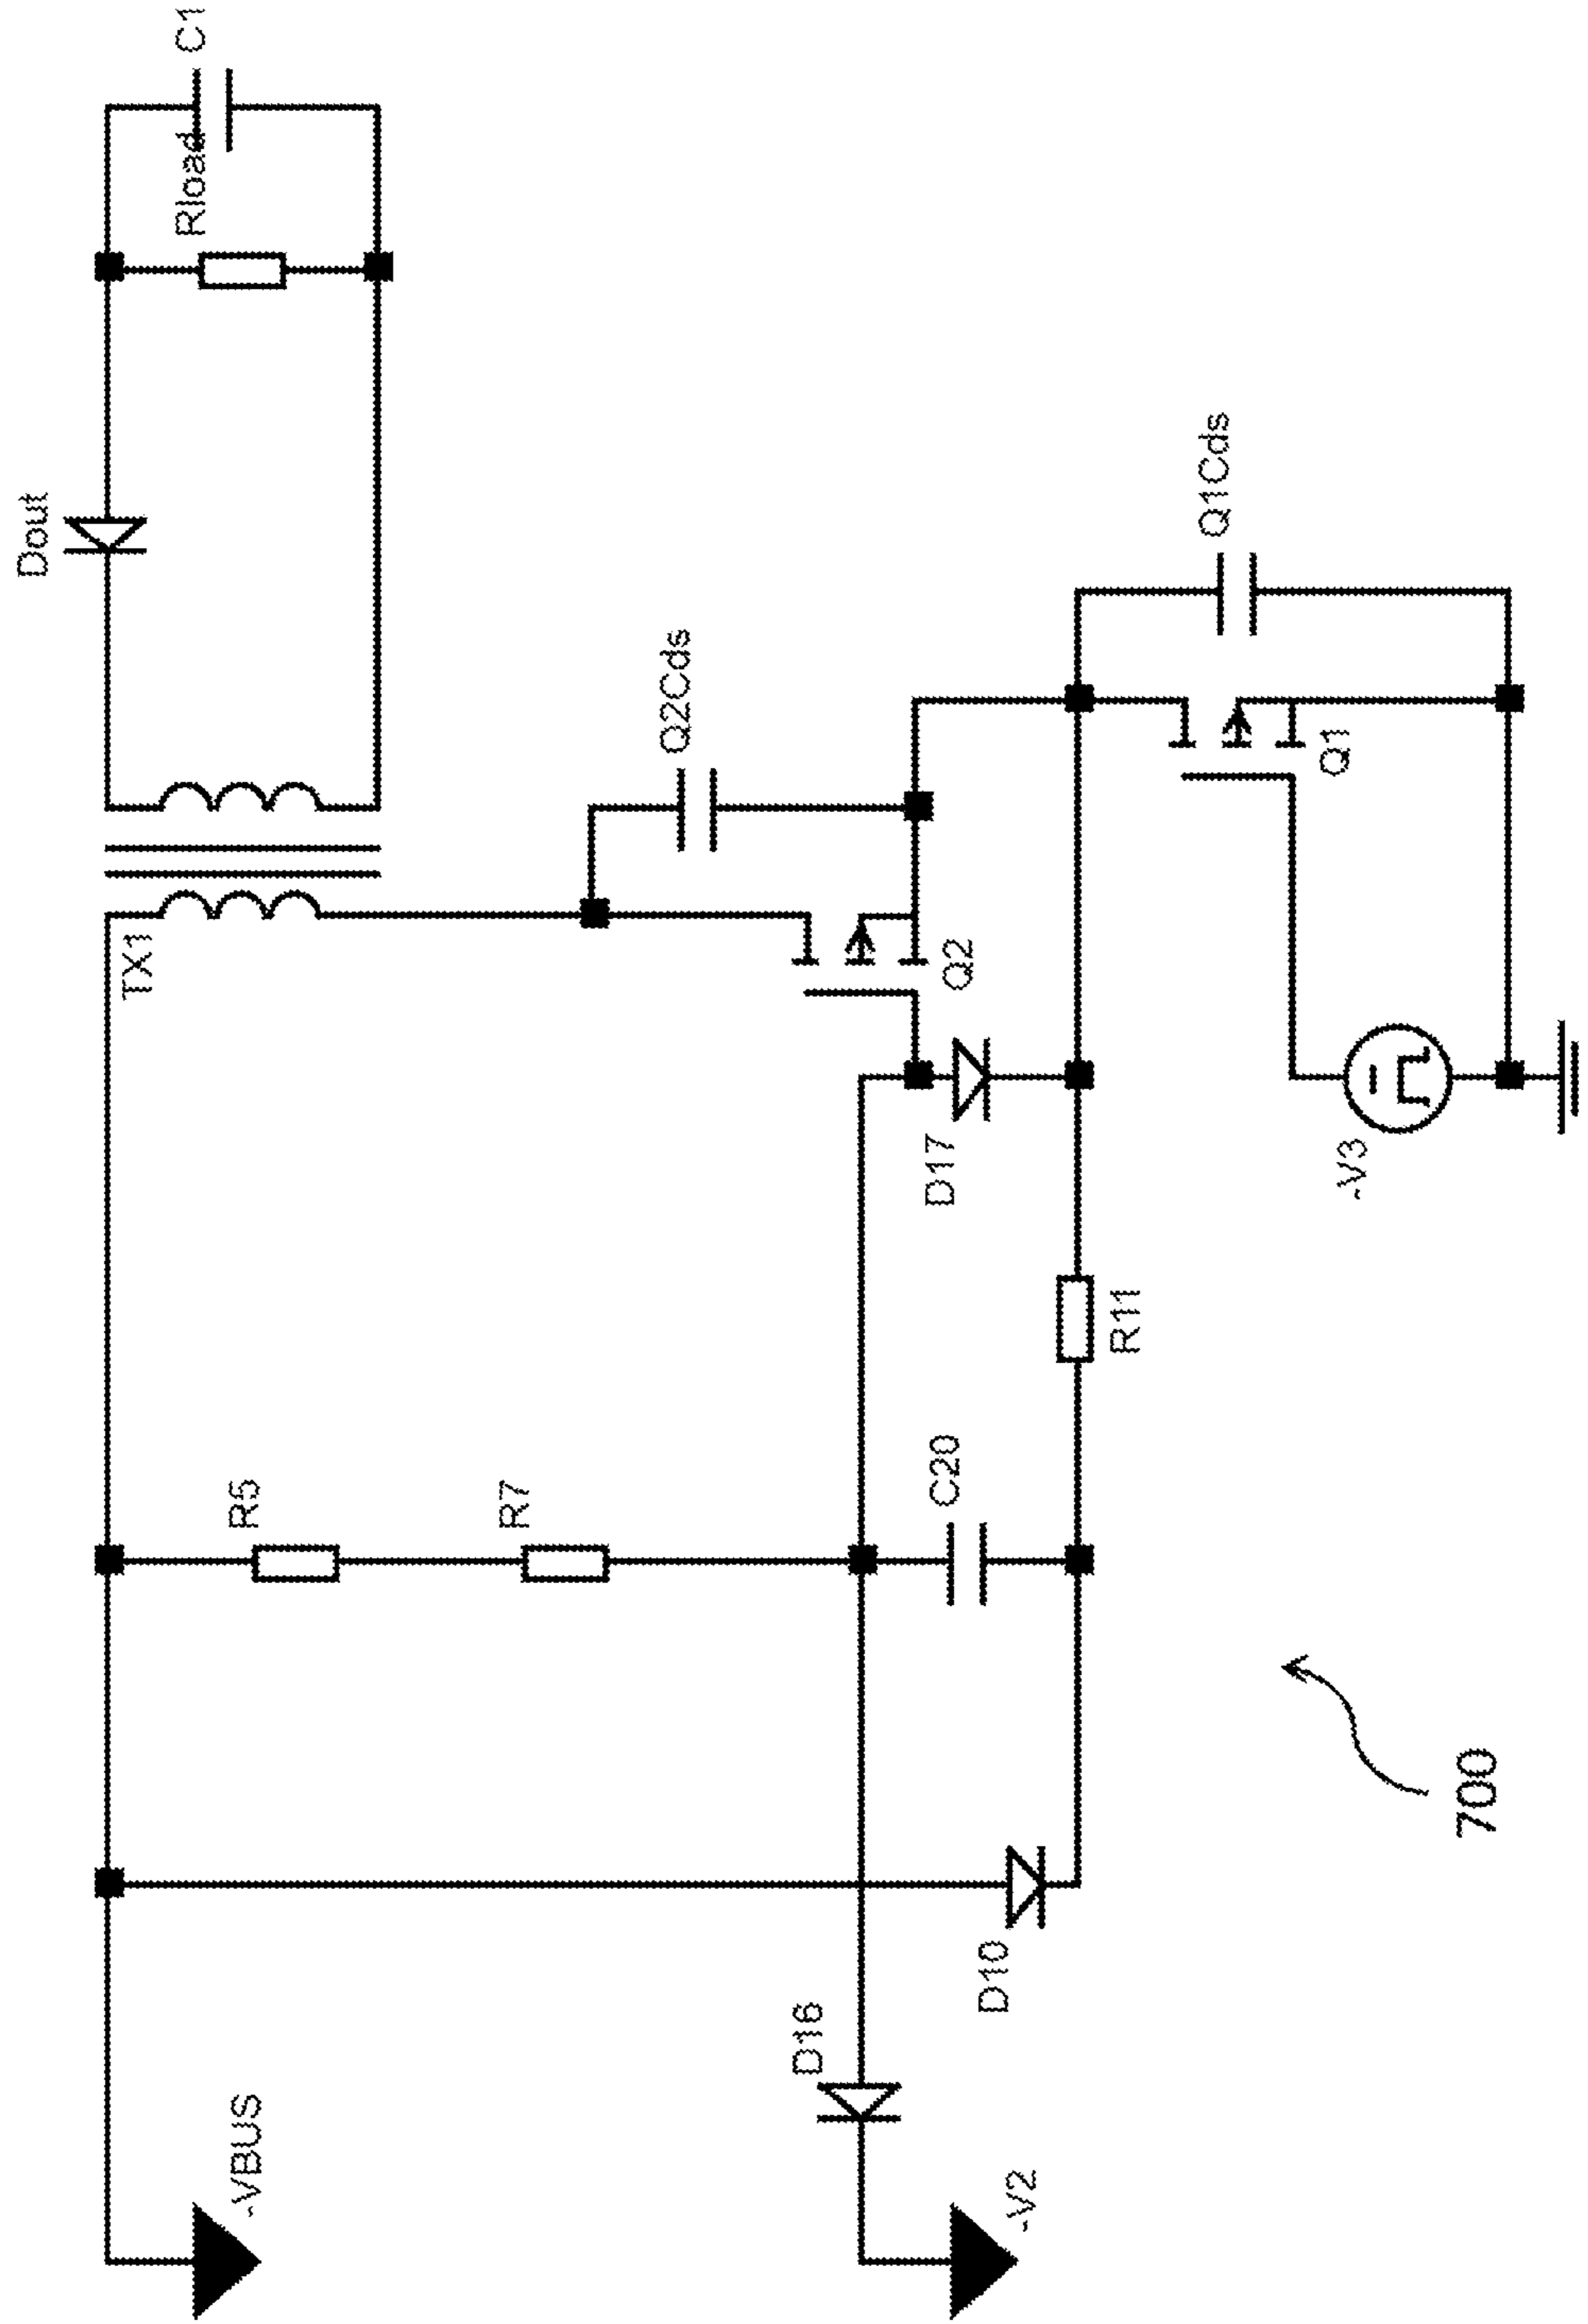 -VBUS
-V2
D16
D10
R5
R7
C20
R11
TX1
D17
Q2
Q2Cds
-V3
Q1
Q1Cds
Dout
Rload
C1
700